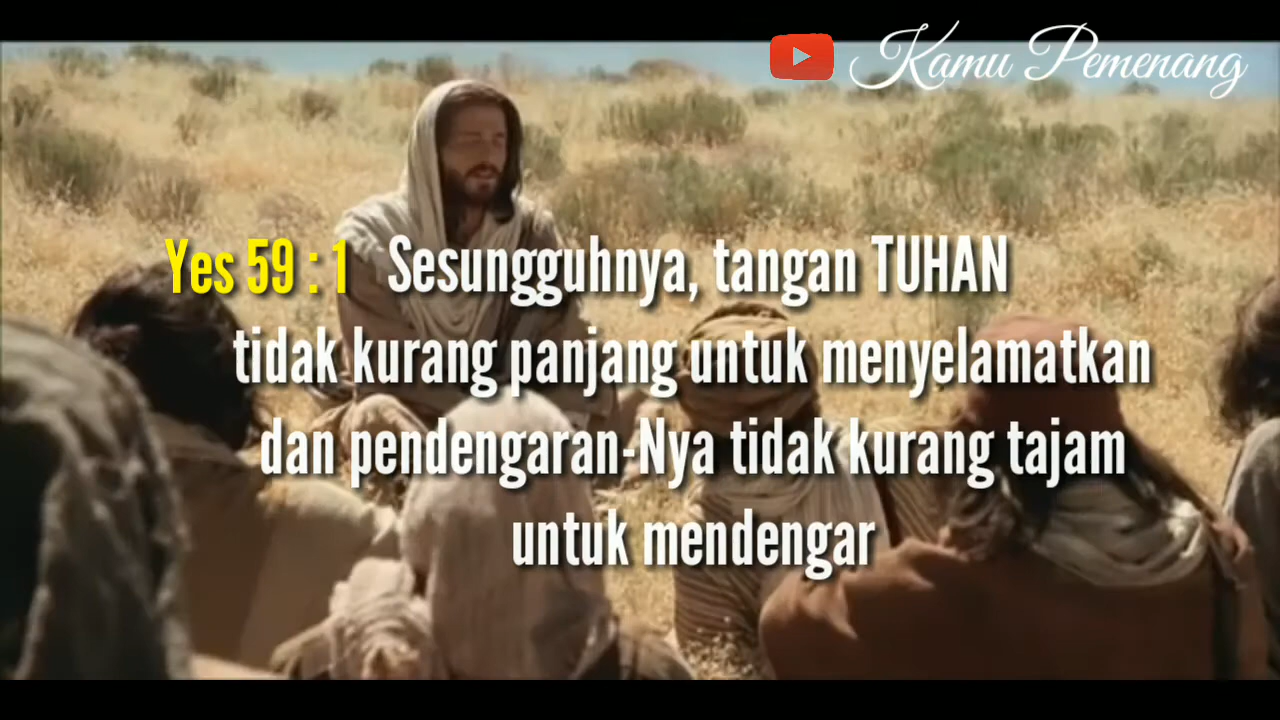 Kamu Pemenang
Yes 59 : 1 Sesungguhnya, tangan TUHAN
tidak kurang panjang untuk menyelamatkan
dan pendengaran-Nya tidak kurang tajam
untuk mendengar